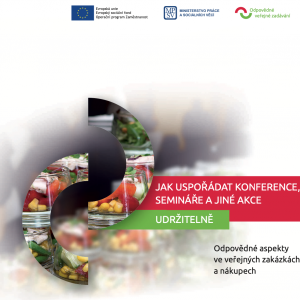 Evropská unie
Evropský sociální fond
Operační program Zaměstnanost
MINISTERSTVO PRÁCE
A SOCIÁLNÍCH VĚCÍ
Odpovědné
veřejné zadávání
JAK USPOŘÁDAT KONFERENCE,
SEMINÁŘE A JINÉ AKCE
UDRŽITELNĚ
Odpovědné aspekty
ve veřejných zakázkách
a nákupech